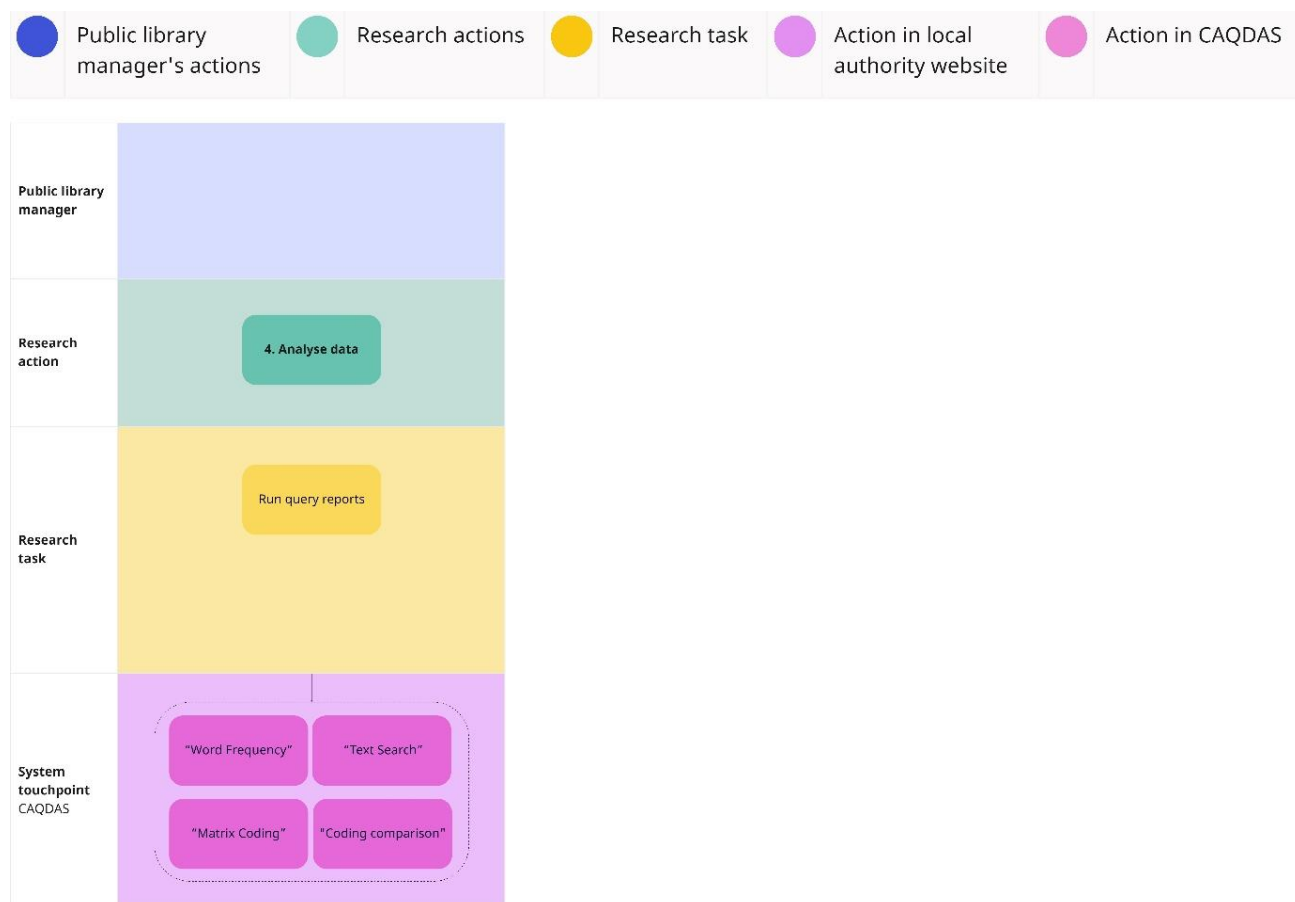 Public library
manager's actions
Research actions
Research task
Action in local
authority website
Action in CAQDAS
Public library
manager
Research
action
4. Analyse data
Research
task
Run query reports
System
touchpoint
CAQDAS
“Word Frequency”
“Text Search”
“Matrix Coding”
"Coding comparison"